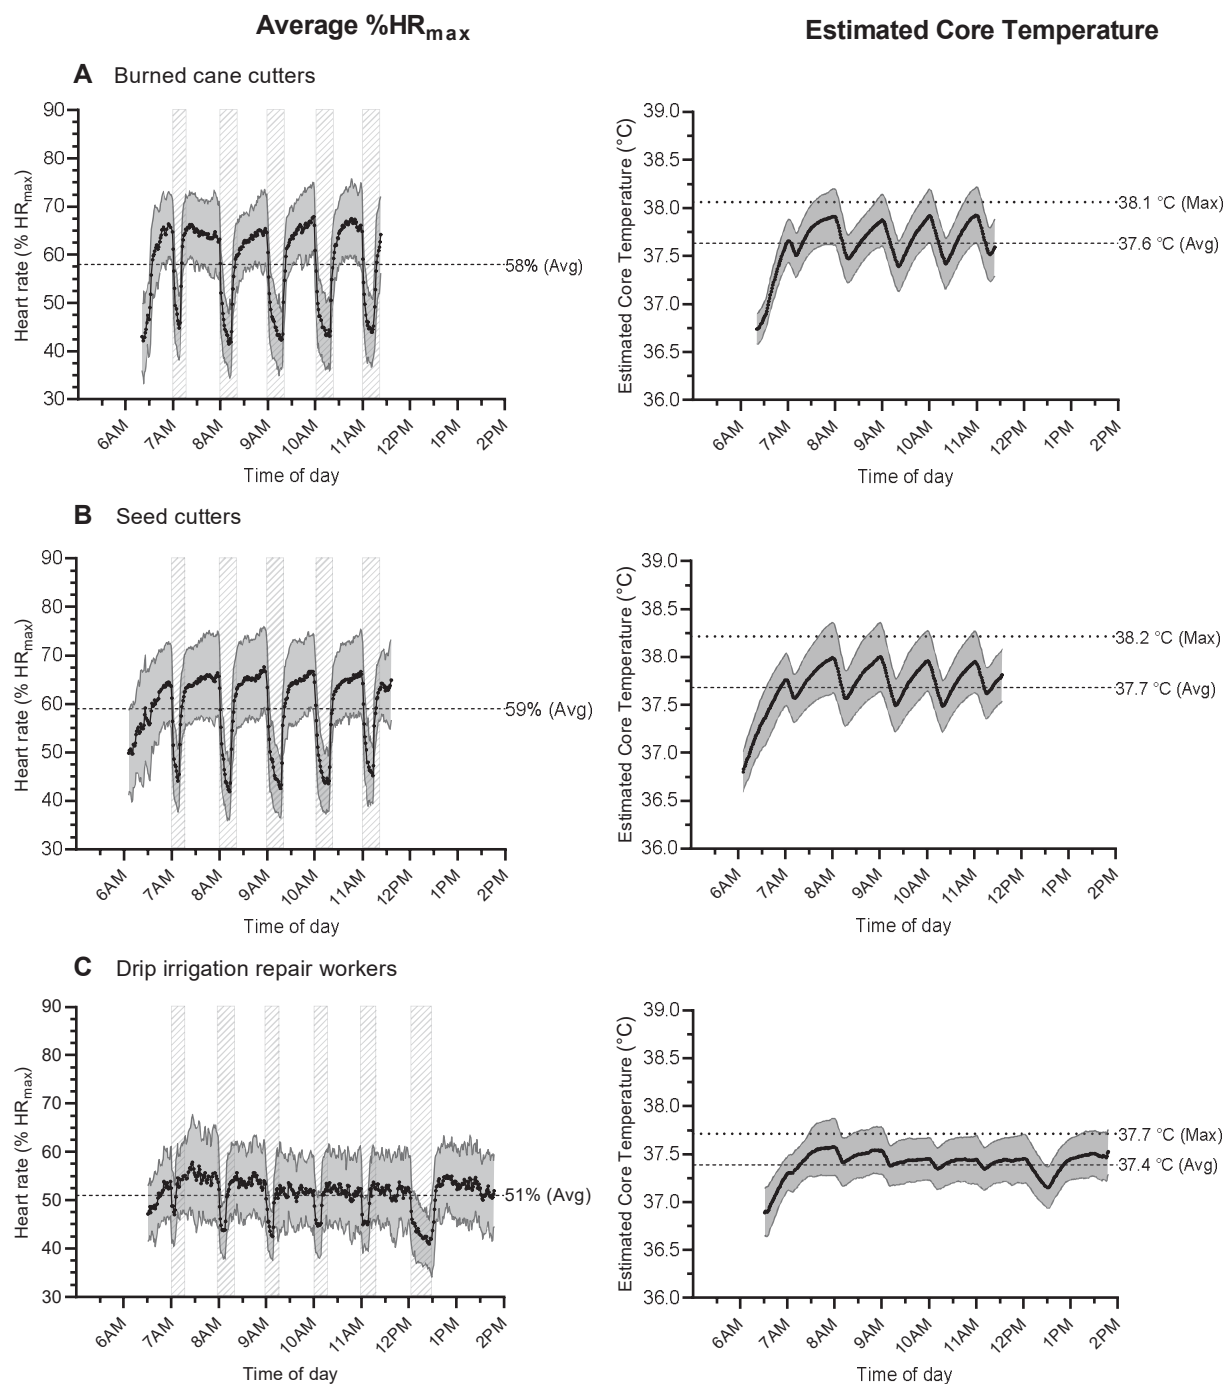 Average %HRmax
Estimated Core Temperature
A Burned cane cutters
Heart rate (% HRmax)
90
80
70
60
50
40
30
58% (Avg)
6AM
7AM
8AM
9AM
10AM
11AM
12PM
1PM
2PM
Time of day
Estimated Core Temperature (°C)
39.0
38.5
38.0
37.5
37.0
36.5
36.0
38.1 °C (Max)
37.6 °C (Avg)
6AM
7AM
8AM
9AM
10AM
11AM
12PM
1PM
2PM
Time of day
B Seed cutters
Heart rate (% HRmax)
90
80
70
60
50
40
30
59% (Avg)
6AM
7AM
8AM
9AM
10AM
11AM
12PM
1PM
2PM
Time of day
Estimated Core Temperature (°C)
39.0
38.5
38.0
37.5
37.0
36.5
36.0
38.2 °C (Max)
37.7 °C (Avg)
6AM
7AM
8AM
9AM
10AM
11AM
12PM
1PM
2PM
Time of day
C Drip irrigation repair workers
Heart rate (% HRmax)
90
80
70
60
50
40
30
51% (Avg)
6AM
7AM
8AM
9AM
10AM
11AM
12PM
1PM
2PM
Time of day
Estimated Core Temperature (°C)
39.0
38.5
38.0
37.5
37.0
36.5
36.0
37.7 °C (Max)
37.4 °C (Avg)
6AM
7AM
8AM
9AM
10AM
11AM
12PM
1PM
2PM
Time of day